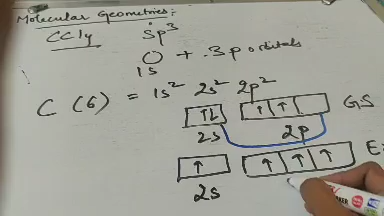 Molecular Geometries:
CCl4 sp³
+ 3p orbitals
1s
C (6) = 1s² 2s² 2p²
↑↓ ↑ ↑ GS
2s 2p
↑ ↑ ↑ ↑ E
2s